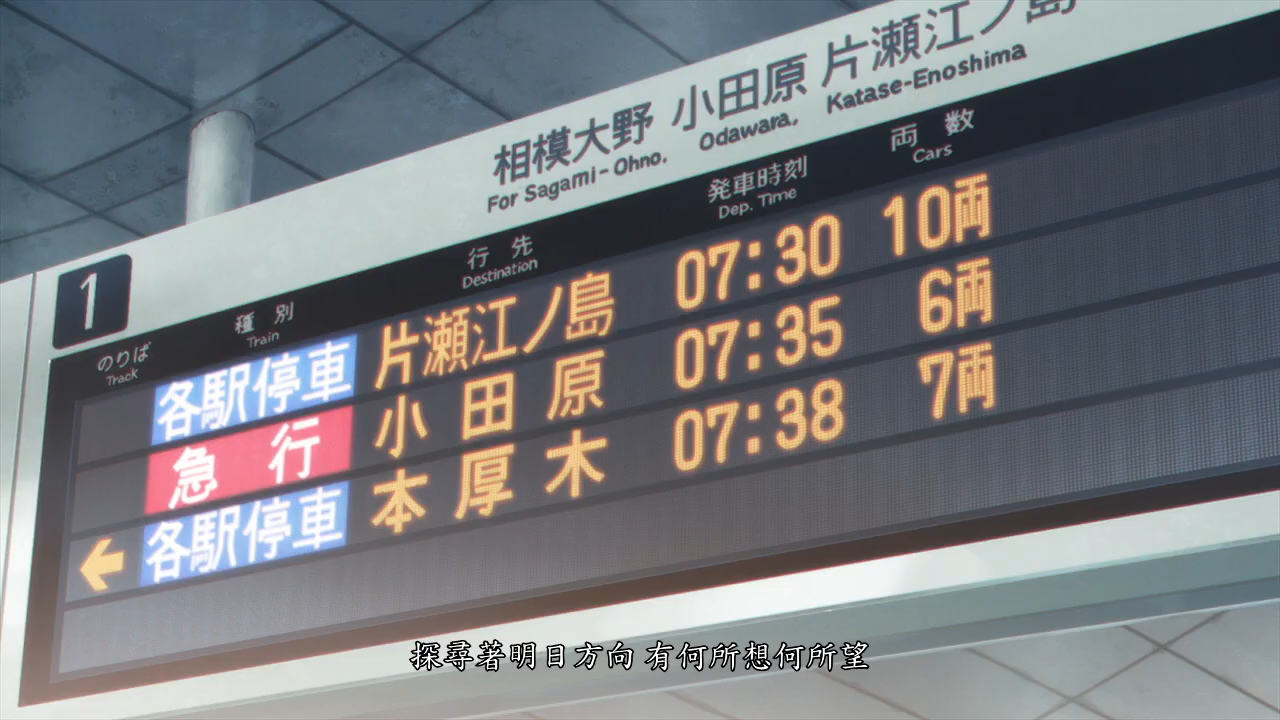 相模大野 小田原 片瀬江ノ島
For Sagami-Ohno. Odawara. Katase-Enoshima
1
のりば 種別 行先 発車時刻 両数
Track Train Destination Dep. Time Cars
各駅停車 片瀬江ノ島 07:30 10両
急行 小田原 07:35 6両
各駅停車 本厚木 07:38 7両
探尋著明日方向 有何所想何所望